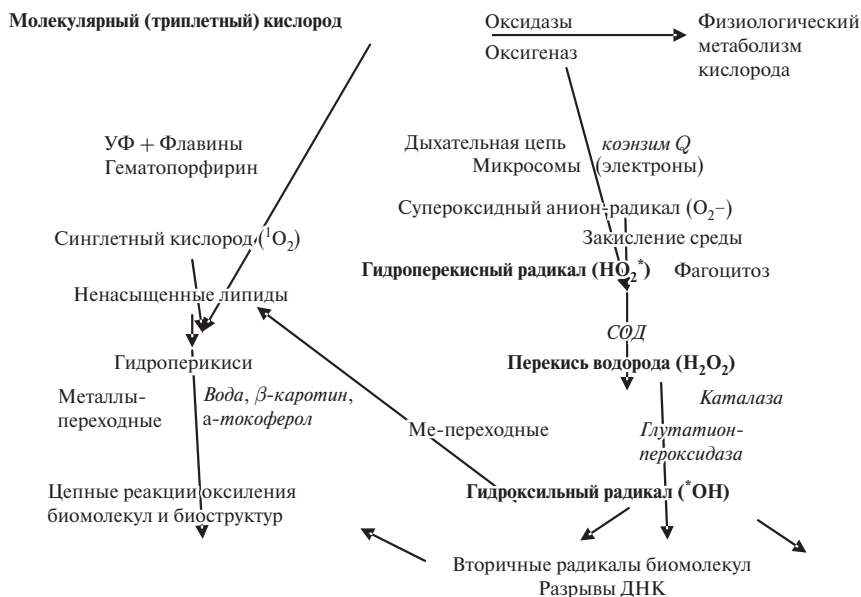 Молекулярный (триплетный) кислород
Оксидазы
Оксигеназ
Физиологический
метаболизм
кислорода
УФ + Флавины
Гематопорфирин
Дыхательная цепь
Микросомы
коэнзим Q
(электроны)
Супероксидный анион-радикал (O₂−)
Синглетный кислород (¹O₂)
Закисление среды
Гидроперекисный радикал (HO₂*)
Фагоцитоз
Ненасыщенные липиды
СОД
Гидроперикиси
Перекись водорода (H₂O₂)
Металлы-
переходные
Вода, β-каротин,
а-токоферол
Каталаза
Ме-переходные
Глутатион-
пероксидаза
Цепные реакции оксиления
биомолекул и биоструктур
Гидроксильный радикал (*OH)
Вторичные радикалы биомолекул
Разрывы ДНК